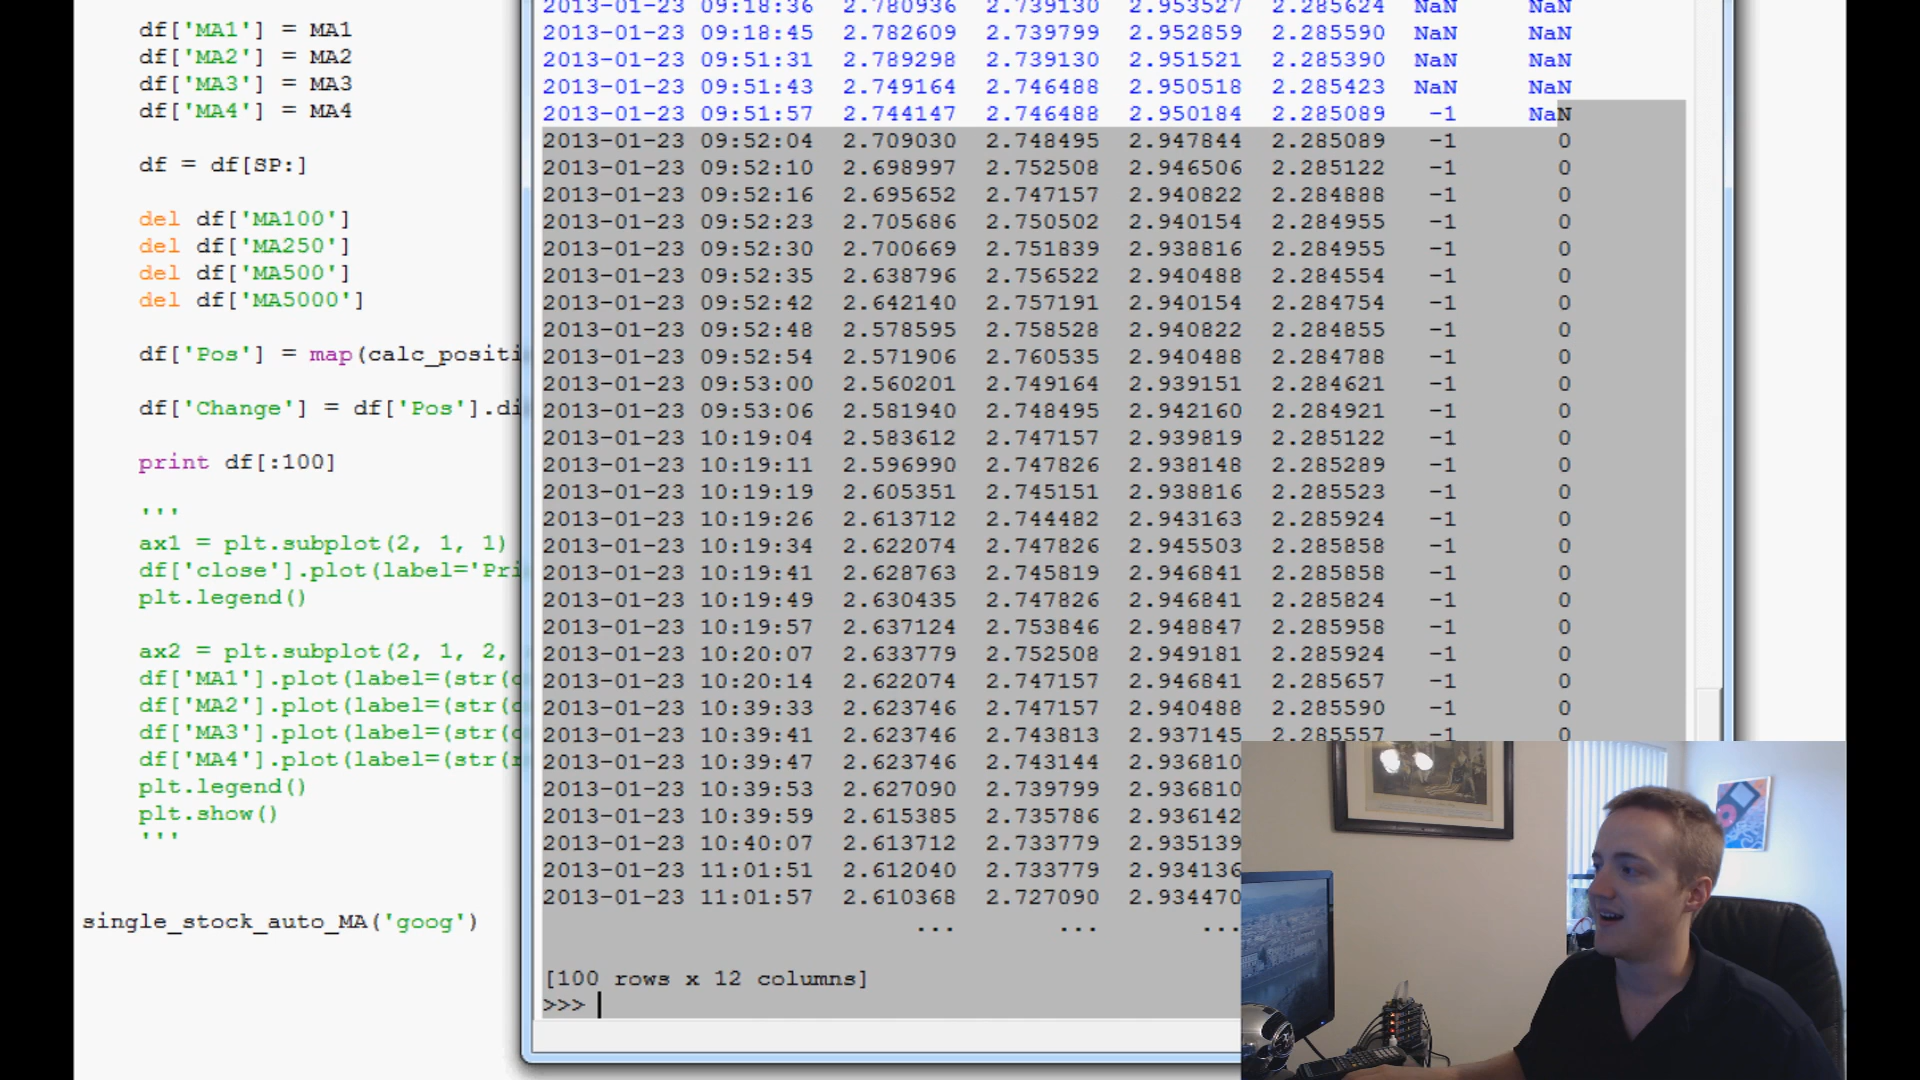 df['MA1'] = MA1
df['MA2'] = MA2
df['MA3'] = MA3
df['MA4'] = MA4
df = df[SP:]
del df['MA100']
del df['MA250']
del df['MA500']
del df['MA5000']
df['Pos'] = map(calc_positi
df['Change'] = df['Pos'].di
print df[:100]
'''
ax1 = plt.subplot(2, 1, 1)
df['close'].plot(label='Pri
plt.legend()
ax2 = plt.subplot(2, 1, 2,
df['MA1'].plot(label=(str(
df['MA2'].plot(label=(str(
df['MA3'].plot(label=(str(
df['MA4'].plot(label=(str(
plt.legend()
plt.show()
'''
single_stock_auto_MA('goog')
2013-01-23 09:18:36 2.780936 2.739130 2.953527 2.285624 NaN NaN
2013-01-23 09:18:45 2.782609 2.739799 2.952859 2.285590 NaN NaN
2013-01-23 09:51:31 2.789298 2.739130 2.951521 2.285390 NaN NaN
2013-01-23 09:51:43 2.749164 2.746488 2.950518 2.285423 NaN NaN
2013-01-23 09:51:57 2.744147 2.746488 2.950184 2.285089 -1 NaN
2013-01-23 09:52:04 2.709030 2.748495 2.947844 2.285089 -1 0
2013-01-23 09:52:10 2.698997 2.752508 2.946506 2.285122 -1 0
2013-01-23 09:52:16 2.695652 2.747157 2.940822 2.284888 -1 0
2013-01-23 09:52:23 2.705686 2.750502 2.940154 2.284955 -1 0
2013-01-23 09:52:30 2.700669 2.751839 2.938816 2.284955 -1 0
2013-01-23 09:52:35 2.638796 2.756522 2.940488 2.284554 -1 0
2013-01-23 09:52:42 2.642140 2.757191 2.940154 2.284754 -1 0
2013-01-23 09:52:48 2.578595 2.758528 2.940822 2.284855 -1 0
2013-01-23 09:52:54 2.571906 2.760535 2.940488 2.284788 -1 0
2013-01-23 09:53:00 2.560201 2.749164 2.939151 2.284621 -1 0
2013-01-23 09:53:06 2.581940 2.748495 2.942160 2.284921 -1 0
2013-01-23 10:19:04 2.583612 2.747157 2.939819 2.285122 -1 0
2013-01-23 10:19:11 2.596990 2.747826 2.938148 2.285289 -1 0
2013-01-23 10:19:19 2.605351 2.745151 2.938816 2.285523 -1 0
2013-01-23 10:19:26 2.613712 2.744482 2.943163 2.285924 -1 0
2013-01-23 10:19:34 2.622074 2.747826 2.945503 2.285858 -1 0
2013-01-23 10:19:41 2.628763 2.745819 2.946841 2.285858 -1 0
2013-01-23 10:19:49 2.630435 2.747826 2.946841 2.285824 -1 0
2013-01-23 10:19:57 2.637124 2.753846 2.948847 2.285958 -1 0
2013-01-23 10:20:07 2.633779 2.752508 2.949181 2.285924 -1 0
2013-01-23 10:20:14 2.622074 2.747157 2.946841 2.285657 -1 0
2013-01-23 10:39:33 2.623746 2.747157 2.940488 2.285590 -1 0
2013-01-23 10:39:41 2.623746 2.743813 2.937145 2.285557 -1 0
2013-01-23 10:39:47 2.623746 2.743144 2.936810
2013-01-23 10:39:53 2.627090 2.739799 2.936810
2013-01-23 10:39:59 2.615385 2.735786 2.936142
2013-01-23 10:40:07 2.613712 2.733779 2.935139
2013-01-23 11:01:51 2.612040 2.733779 2.934136
2013-01-23 11:01:57 2.610368 2.727090 2.934470
... ... ...
[100 rows x 12 columns]
>>>